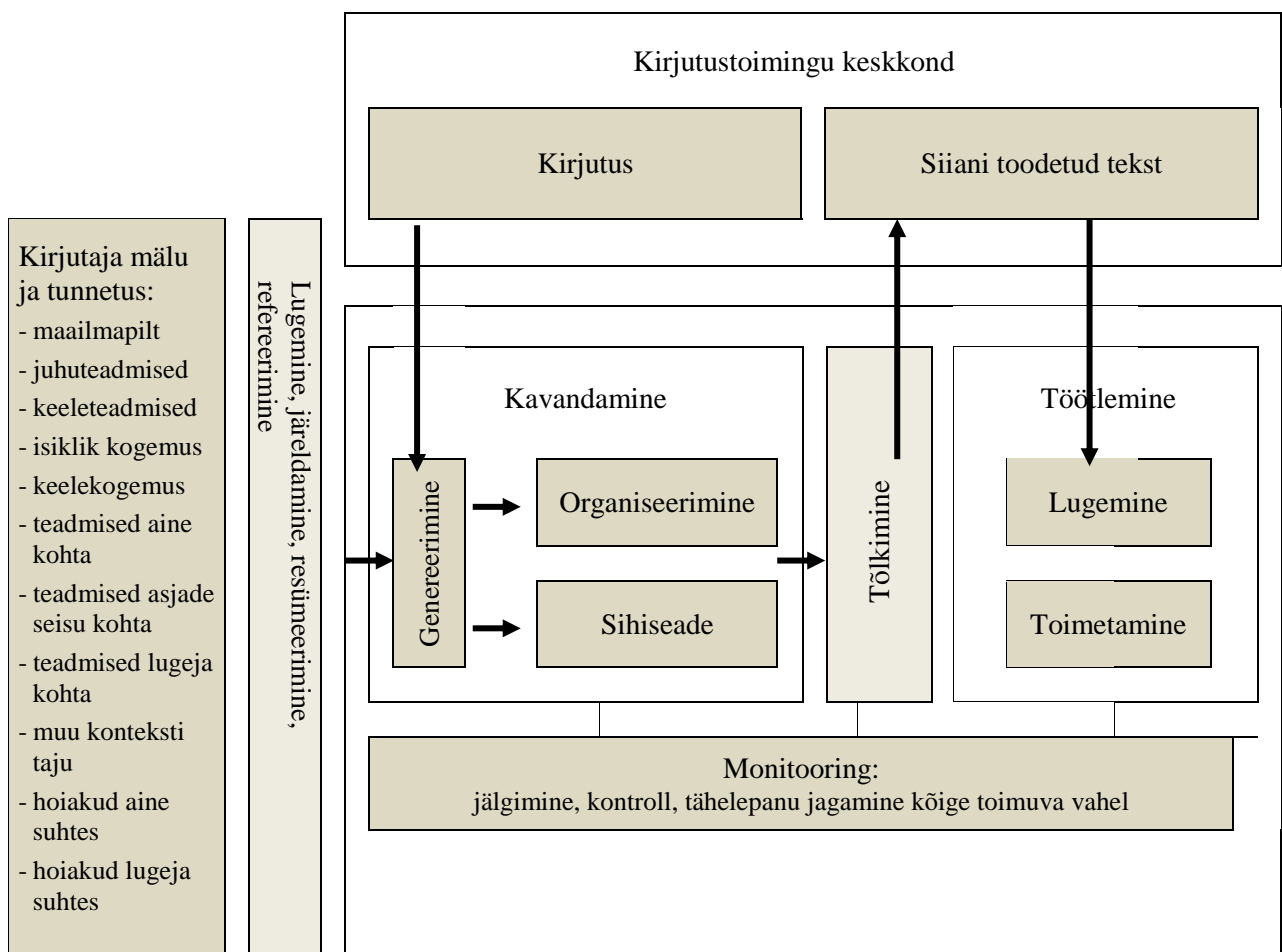 Kirjutustoimingu keskkond
Kirjutus
Siiani toodetud tekst
Kirjutaja mälu
ja tunnetus:
- maailmapilt
- juhuteadmised
- keeleteadmised
- isiklik kogemus
- keelekogemus
- teadmised aine
kohta
- teadmised asjade
seisu kohta
- teadmised lugeja
kohta
- muu konteksti
taju
- hoiakud aine
suhtes
- hoiakud lugeja
suhtes
Lugemine, järeldamine, resümeerimine,
refereerimine
Kavandamine
Genereerimine
Organiseerimine
Sihiseade
Tõlkimine
Töötlemine
Lugemine
Toimetamine
Monitooring:
jälgimine, kontroll, tähelepanu jagamine kõige toimuva vahel